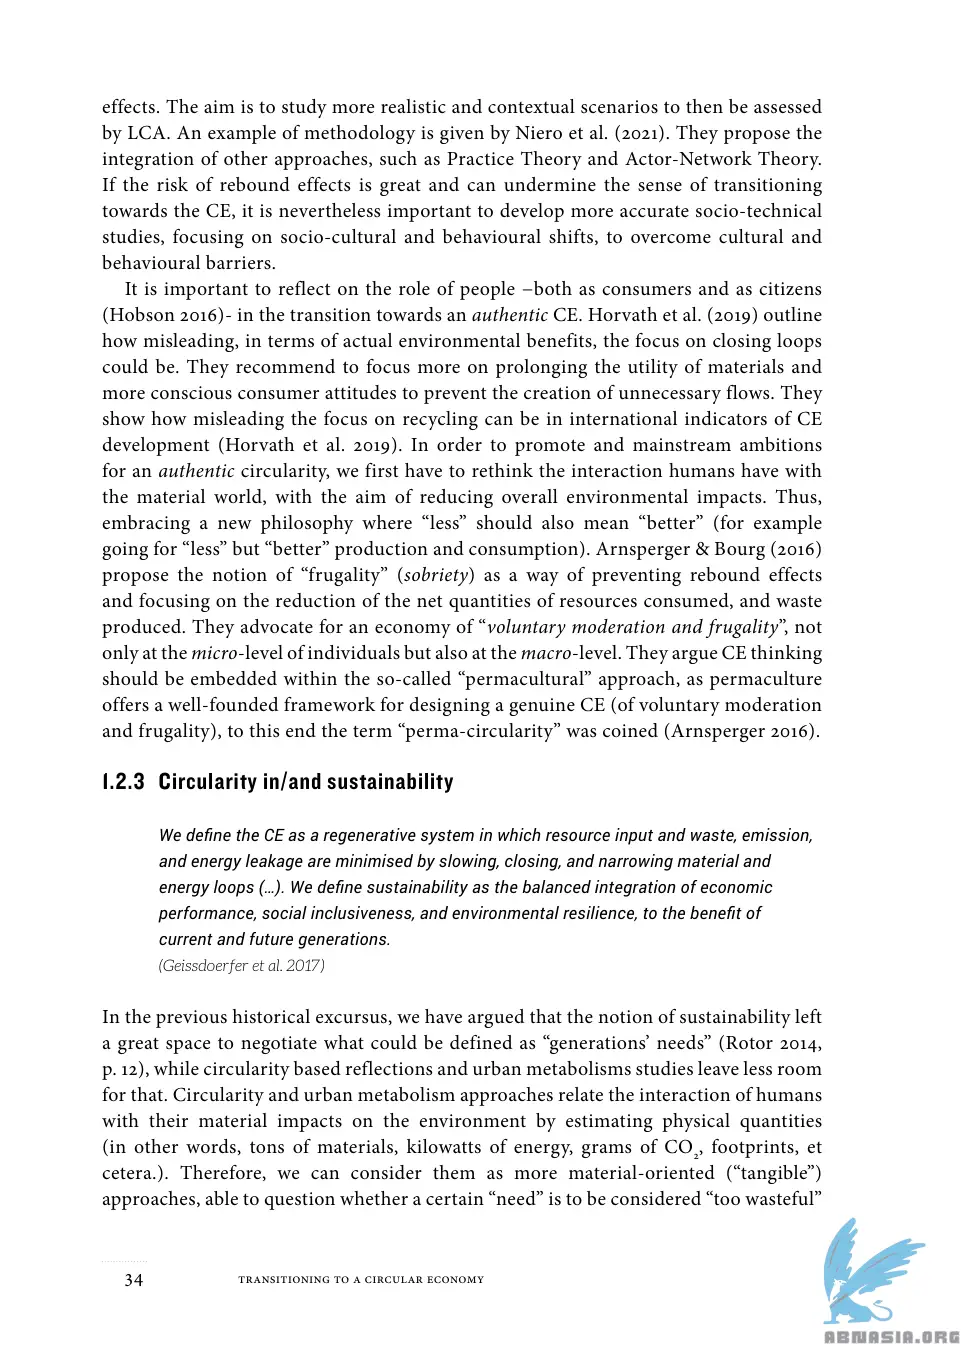 effects. The aim is to study more realistic and contextual scenarios to then be assessed
by LCA. An example of methodology is given by Niero et al. (2021). They propose the
integration of other approaches, such as Practice Theory and Actor-Network Theory.
If the risk of rebound effects is great and can undermine the sense of transitioning
towards the CE, it is nevertheless important to develop more accurate socio-technical
studies, focusing on socio-cultural and behavioural shifts, to overcome cultural and
behavioural barriers.
It is important to reflect on the role of people –both as consumers and as citizens
(Hobson 2016)- in the transition towards an authentic CE. Horvath et al. (2019) outline
how misleading, in terms of actual environmental benefits, the focus on closing loops
could be. They recommend to focus more on prolonging the utility of materials and
more conscious consumer attitudes to prevent the creation of unnecessary flows. They
show how misleading the focus on recycling can be in international indicators of CE
development (Horvath et al. 2019). In order to promote and mainstream ambitions
for an authentic circularity, we first have to rethink the interaction humans have with
the material world, with the aim of reducing overall environmental impacts. Thus,
embracing a new philosophy where “less” should also mean “better” (for example
going for “less” but “better” production and consumption). Arnsperger & Bourg (2016)
propose the notion of “frugality” (sobriety) as a way of preventing rebound effects
and focusing on the reduction of the net quantities of resources consumed, and waste
produced. They advocate for an economy of “voluntary moderation and frugality”, not
only at the micro-level of individuals but also at the macro-level. They argue CE thinking
should be embedded within the so-called “permacultural” approach, as permaculture
offers a well-founded framework for designing a genuine CE (of voluntary moderation
and frugality), to this end the term “perma-circularity” was coined (Arnsperger 2016).
1.2.3 Circularity in/and sustainability
We define the CE as a regenerative system in which resource input and waste, emission,
and energy leakage are minimised by slowing, closing, and narrowing material and
energy loops (…). We define sustainability as the balanced integration of economic
performance, social inclusiveness, and environmental resilience, to the benefit of
current and future generations.
(Geissdoerfer et al. 2017)
In the previous historical excursus, we have argued that the notion of sustainability left
a great space to negotiate what could be defined as “generations’ needs” (Rotor 2014,
p. 12), while circularity based reflections and urban metabolisms studies leave less room
for that. Circularity and urban metabolism approaches relate the interaction of humans
with their material impacts on the environment by estimating physical quantities
(in other words, tons of materials, kilowatts of energy, grams of CO₂, footprints, et
cetera.). Therefore, we can consider them as more material-oriented (“tangible”)
approaches, able to question whether a certain “need” is to be considered “too wasteful”
34 TRANSITIONING TO A CIRCULAR ECONOMY
ABNASIA.ORG